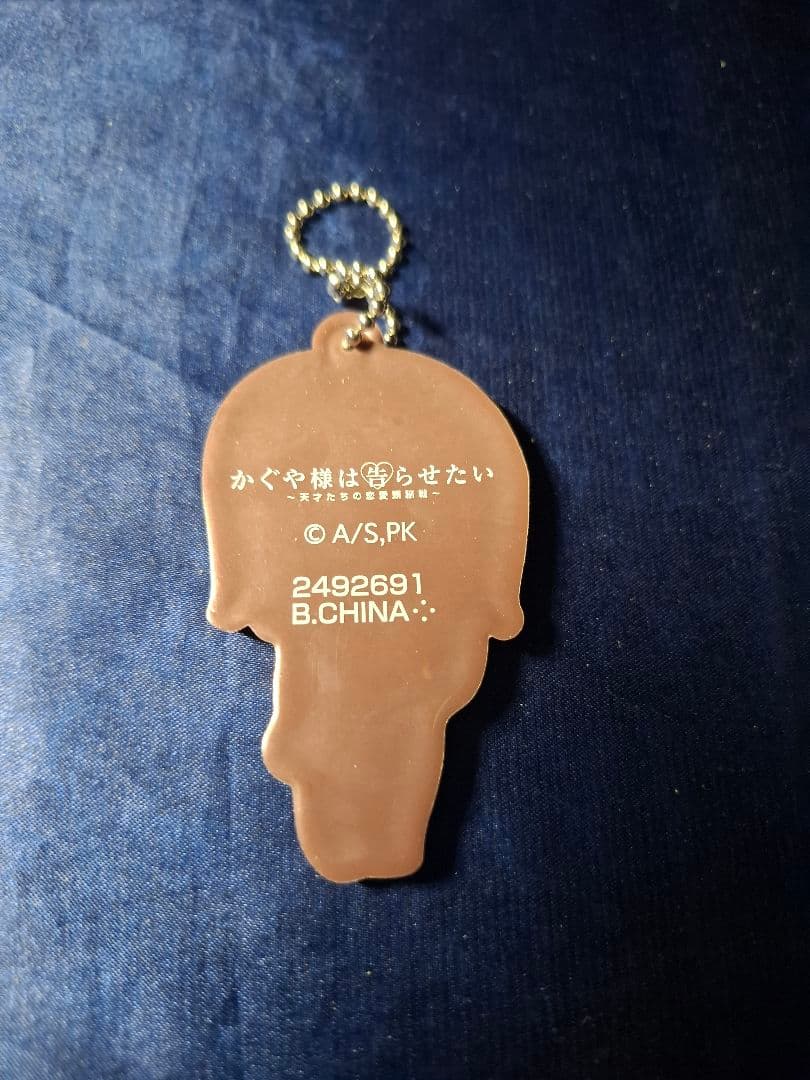 かぐや様は告らせたい
～天才たちの恋愛頭脳戦～
© A/S,PK
2492691
B.CHINA